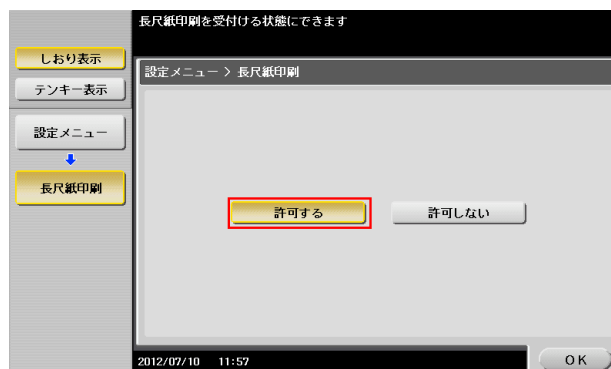 長尺紙印刷を受付ける状態にできます
しおり表示
テンキー表示
設定メニュー > 長尺紙印刷
設定メニュー
長尺紙印刷
許可する
許可しない
2012/07/10 11:57
OK